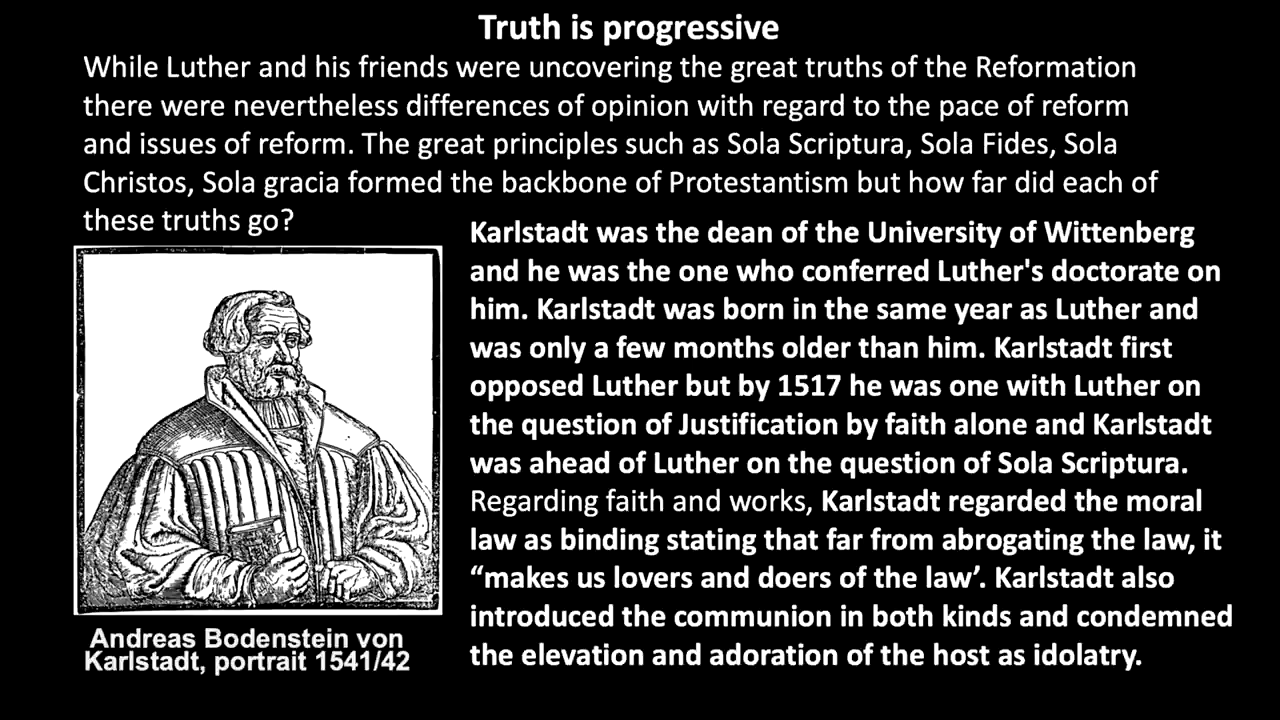 Truth is progressive
While Luther and his friends were uncovering the great truths of the Reformation
there were nevertheless differences of opinion with regard to the pace of reform
and issues of reform. The great principles such as Sola Scriptura, Sola Fides, Sola
Christos, Sola gracia formed the backbone of Protestantism but how far did each of
these truths go?
Karlstadt was the dean of the University of Wittenberg
and he was the one who conferred Luther's doctorate on
him. Karlstadt was born in the same year as Luther and
was only a few months older than him. Karlstadt first
opposed Luther but by 1517 he was one with Luther on
the question of Justification by faith alone and Karlstadt
was ahead of Luther on the question of Sola Scriptura.
Regarding faith and works, Karlstadt regarded the moral
law as binding stating that far from abrogating the law, it
“makes us lovers and doers of the law’. Karlstadt also
introduced the communion in both kinds and condemned
the elevation and adoration of the host as idolatry.
Andreas Bodenstein von
Karlstadt, portrait 1541/42